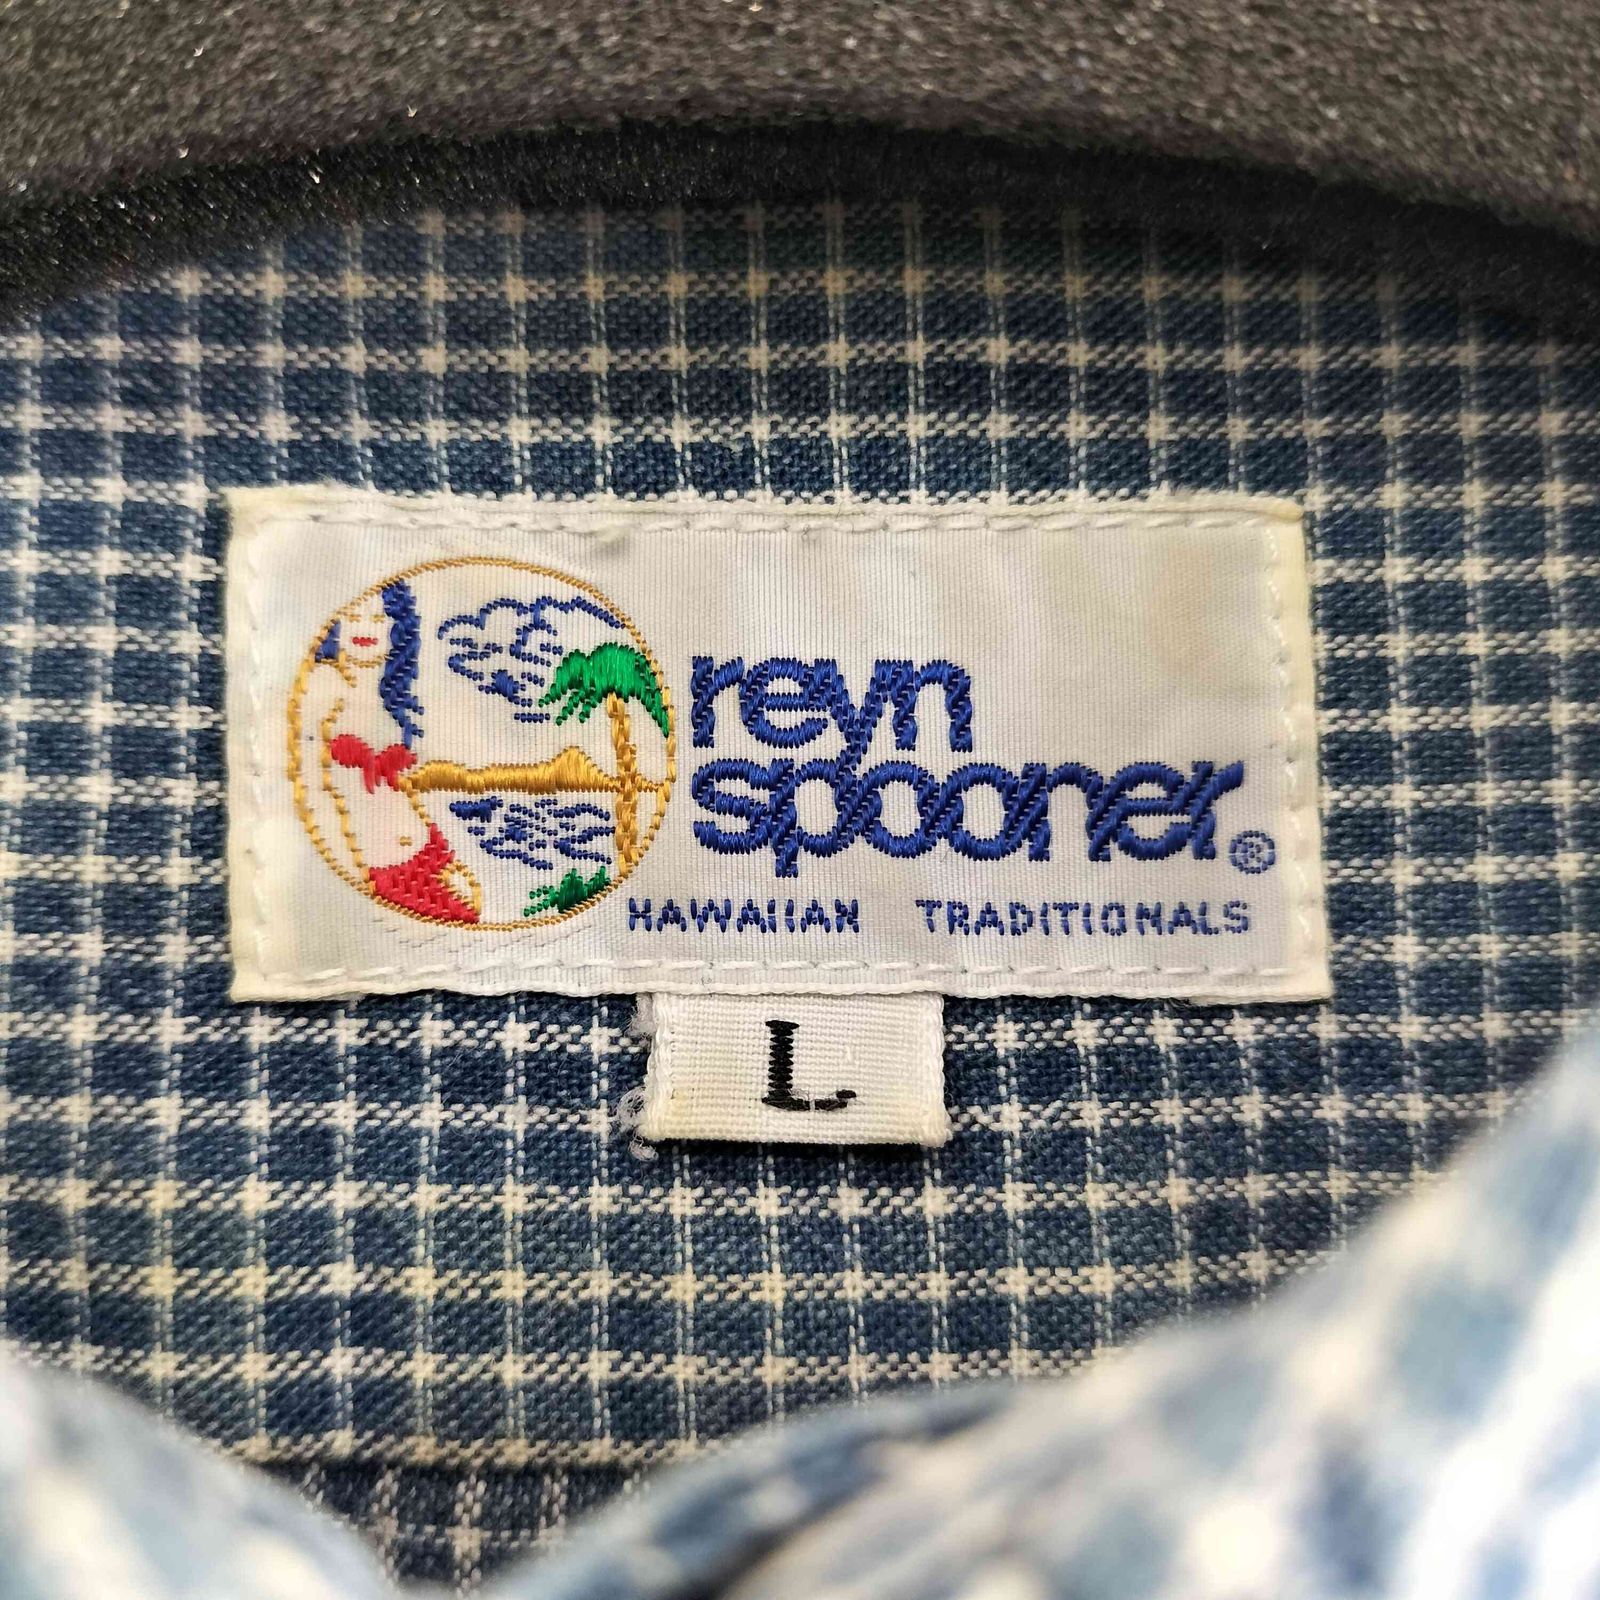 reyn
spooner®
HAWAIIAN TRADITIONALS
L